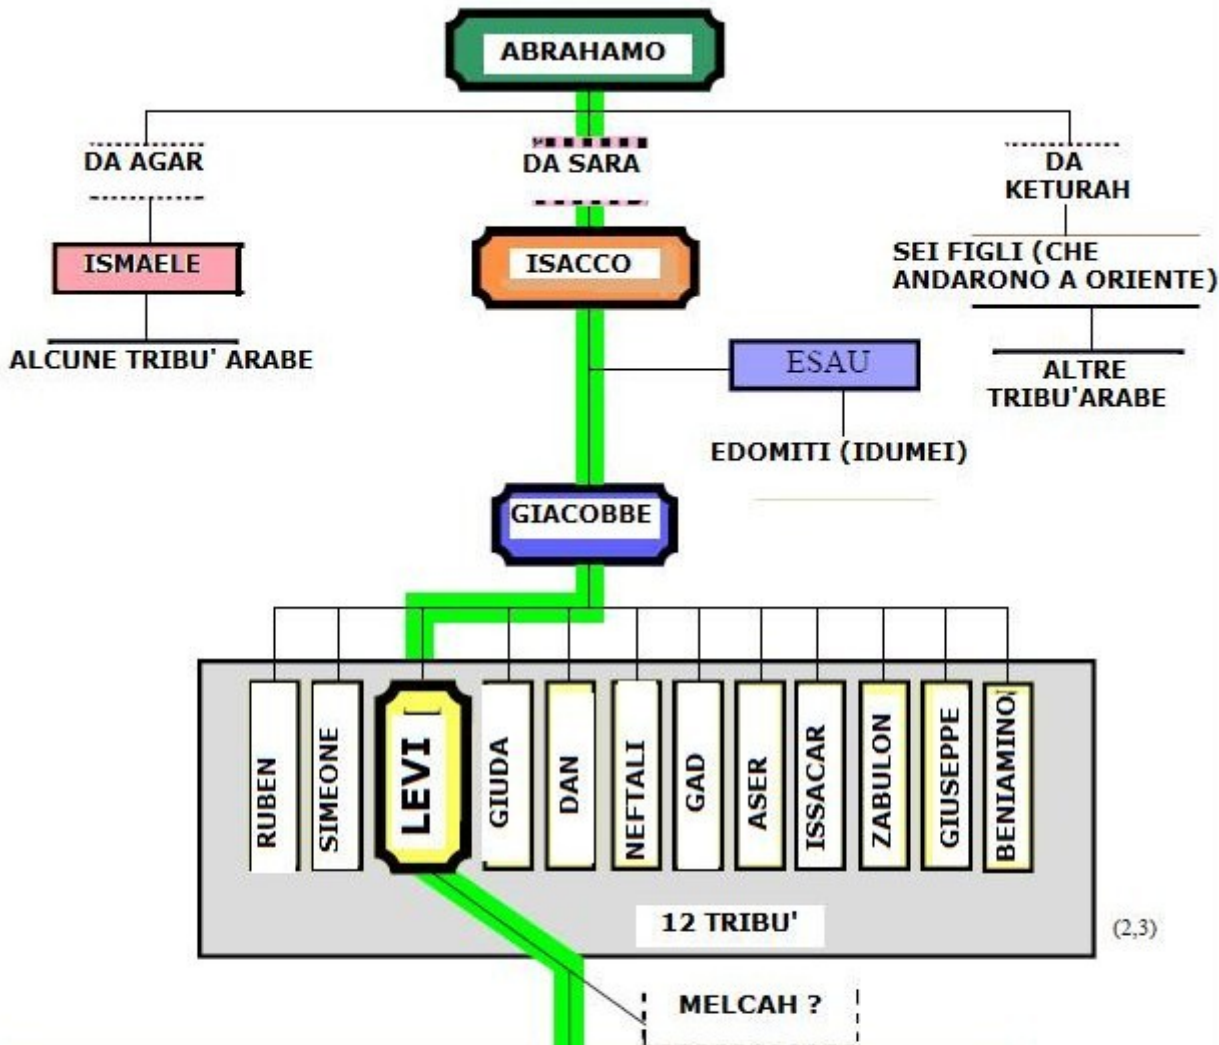 ABRAHAMO
DA AGAR
DA SARA
DA
KETURAH
ISMAELE
ISACCO
SEI FIGLI (CHE
ANDARONO A ORIENTE)
ALCUNE TRIBU' ARABE
ESAU
ALTRE
TRIBU'ARABE
EDOMITI (IDUMEI)
GIACOBBE
RUBEN
SIMEONE
LEVI
GIUDA
DAN
NEFTALI
GAD
ASER
ISSACAR
ZABULON
GIUSEPPE
BENIAMINO
12 TRIBU'
(2,3)
MELCAH ?